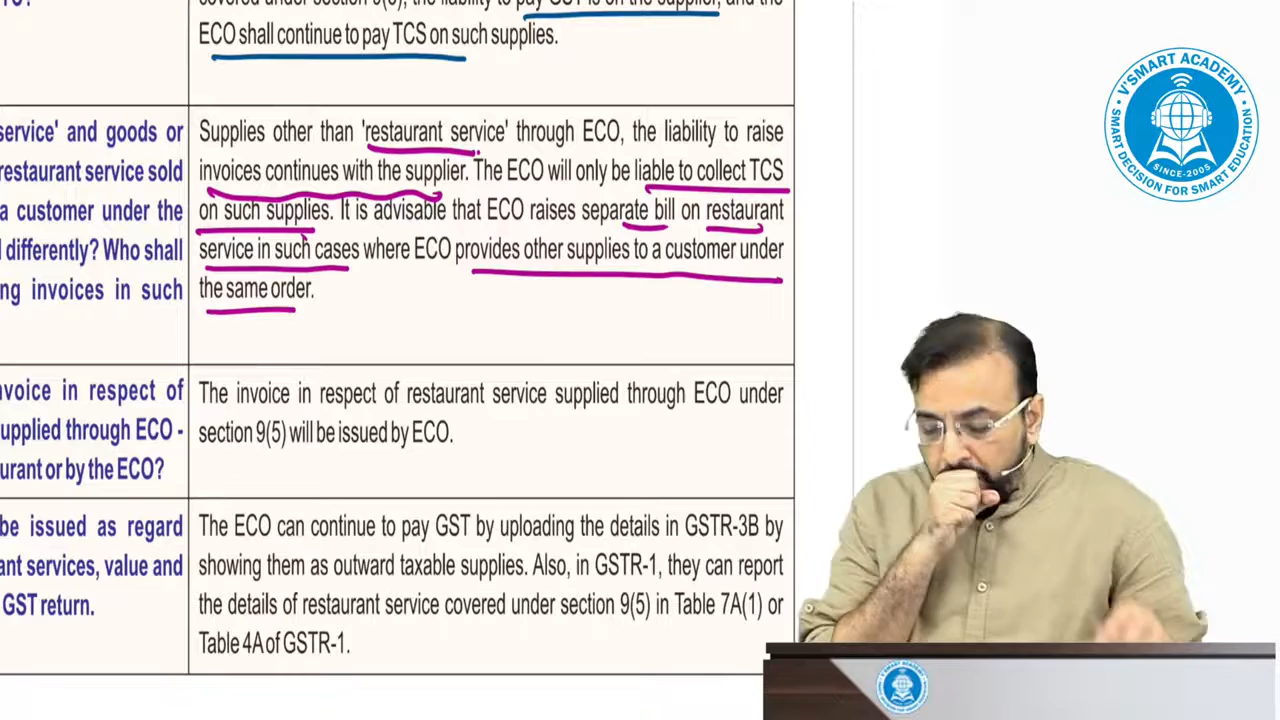 ECO shall continue to pay TCS on such supplies.
service' and goods or
restaurant service sold
a customer under the
differently? Who shall
ng invoices in such
Supplies other than 'restaurant service' through ECO, the liability to raise
invoices continues with the supplier. The ECO will only be liable to collect TCS
on such supplies. It is advisable that ECO raises separate bill on restaurant
service in such cases where ECO provides other supplies to a customer under
the same order.
nvoice in respect of
upplied through ECO -
urant or by the ECO?
The invoice in respect of restaurant service supplied through ECO under
section 9(5) will be issued by ECO.
be issued as regard
ant services, value and
GST return.
The ECO can continue to pay GST by uploading the details in GSTR-3B by
showing them as outward taxable supplies. Also, in GSTR-1, they can report
the details of restaurant service covered under section 9(5) in Table 7A(1) or
Table 4A of GSTR-1.
V'SMART ACADEMY
SINCE-2005
SMART DECISION FOR SMART EDUCATION